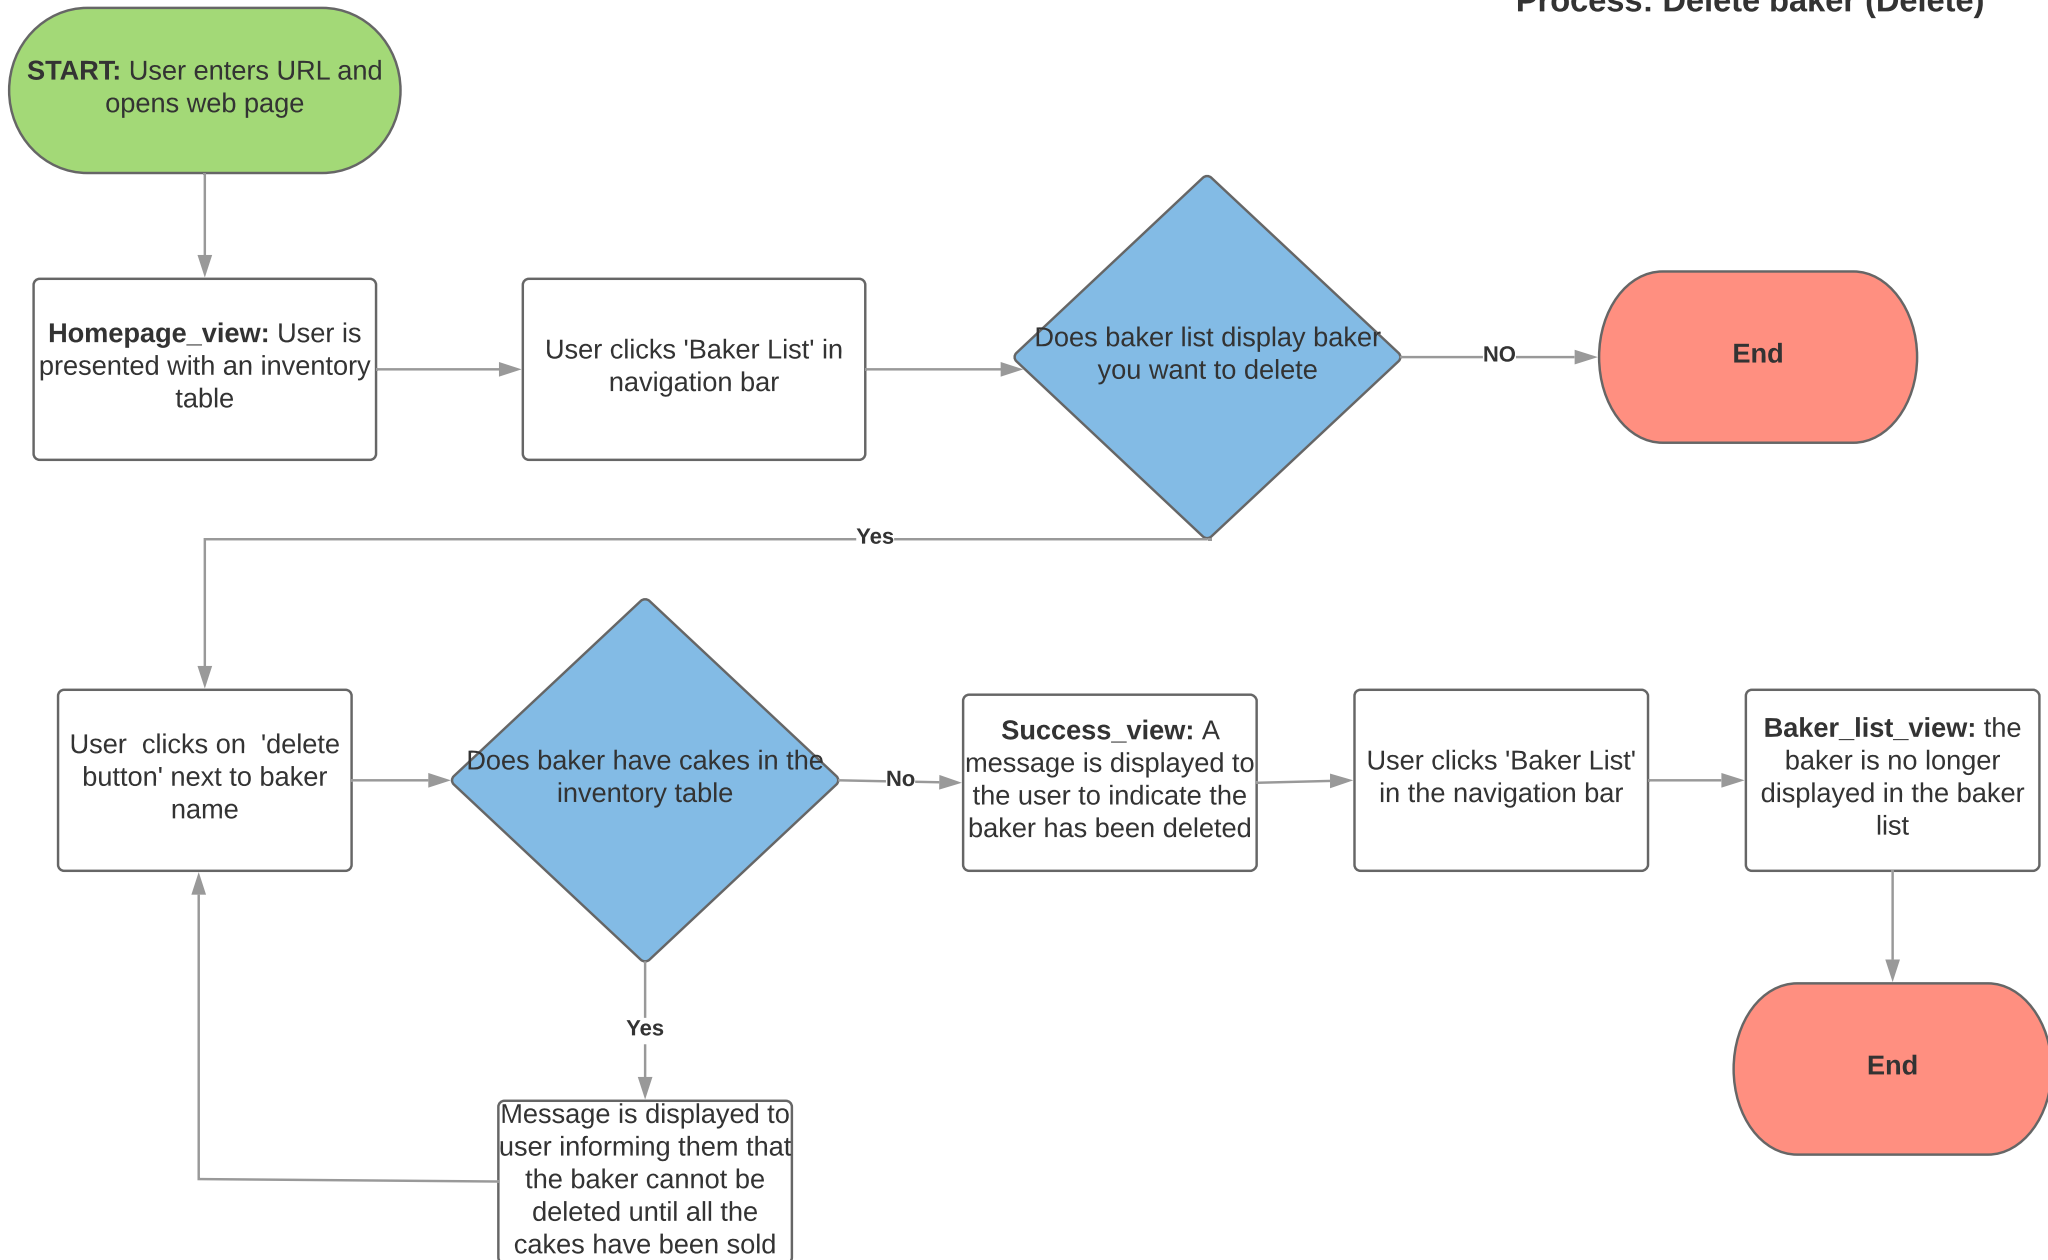 Process: Delete baker (Delete)
START: User enters URL and
opens web page
Homepage_view: User is
presented with an inventory
table
User clicks 'Baker List' in
navigation bar
Does baker list display baker
you want to delete
NO
End
Yes
User  clicks on  'delete
button' next to baker
name
Does baker have cakes in the
inventory table
No
Success_view: A
message is displayed to
the user to indicate the
baker has been deleted
User clicks 'Baker List'
in the navigation bar
Baker_list_view: the
baker is no longer
displayed in the baker
list
Yes
End
Message is displayed to
user informing them that
the baker cannot be
deleted until all the
cakes have been sold